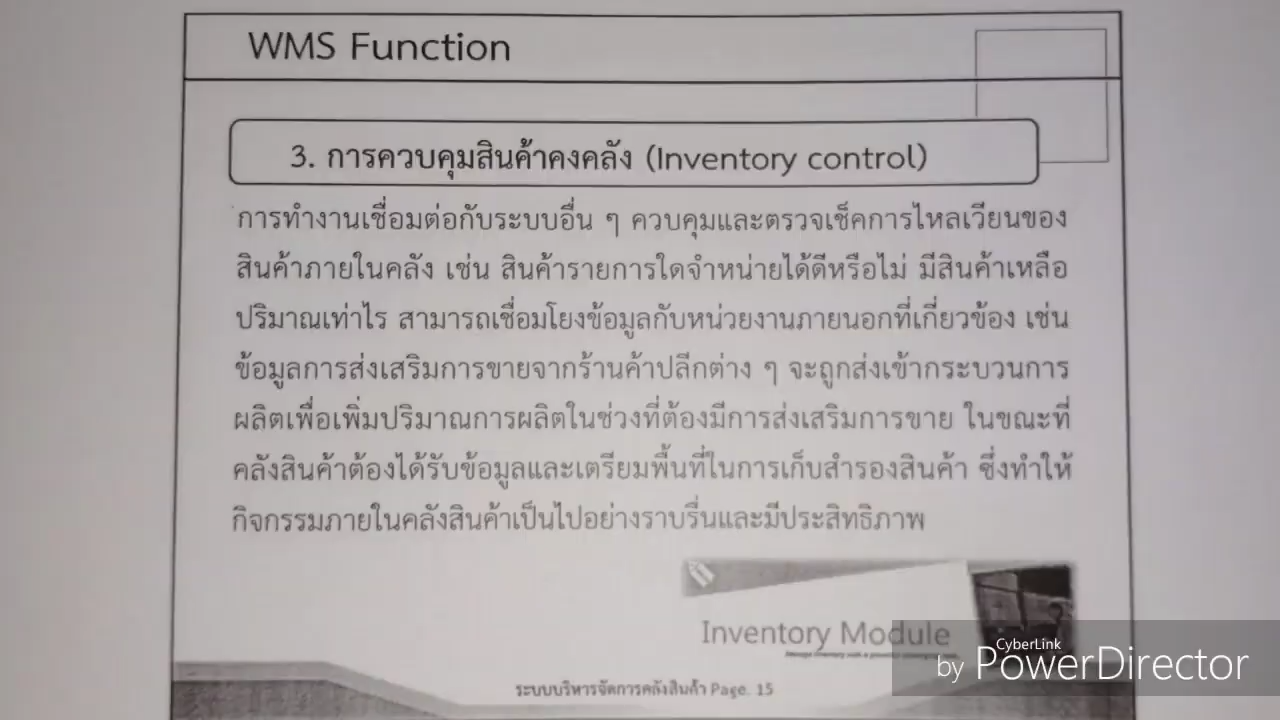 WMS Function
3. การควบคุมสินค้าคงคลัง (Inventory control)
การทำงานเชื่อมต่อกับระบบอื่น ๆ ควบคุมและตรวจเช็คการไหลเวียนของ
สินค้าภายในคลัง เช่น สินค้ารายการใดจำหน่ายได้ดีหรือไม่ มีสินค้าเหลือ
ปริมาณเท่าไร สามารถเชื่อมโยงข้อมูลกับหน่วยงานภายนอกที่เกี่ยวข้อง เช่น
ข้อมูลการส่งเสริมการขายจากร้านค้าปลีกต่าง ๆ จะถูกส่งเข้ากระบวนการ
ผลิตเพื่อเพิ่มปริมาณการผลิตในช่วงที่ต้องมีการส่งเสริมการขาย ในขณะที่
คลังสินค้าต้องได้รับข้อมูลและเตรียมพื้นที่ในการเก็บสำรองสินค้า ซึ่งทำให้
กิจกรรมภายในคลังสินค้าเป็นไปอย่างราบรื่นและมีประสิทธิภาพ
Inventory Module
CyberLink
by PowerDirector
ระบบบริหารจัดการคลังสินค้า Page. 15